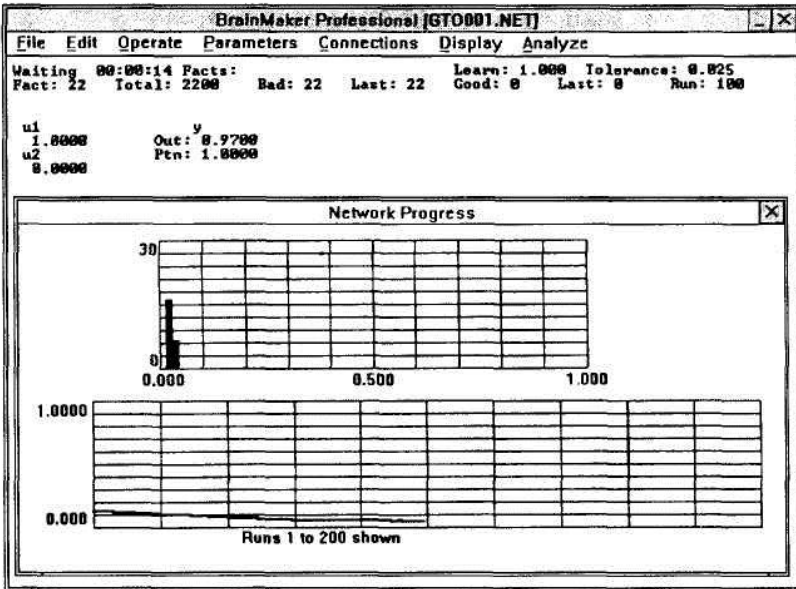 BrainMaker Professional [GTO001.NET]
File Edit Operate Parameters Connections Display Analyze
Waiting 00:00:14 Facts: Learn: 1.000 Tolerance: 0.025
Fact: 22 Total: 2200 Bad: 22 Last: 22 Good: 0 Last: 0 Run: 100
u1 y
1.0000 Out: 0.9700
u2 Ptn: 1.0000
0.0000
Network Progress
30
0
0.000 0.500 1.000
1.0000
0.000
Runs 1 to 200 shown